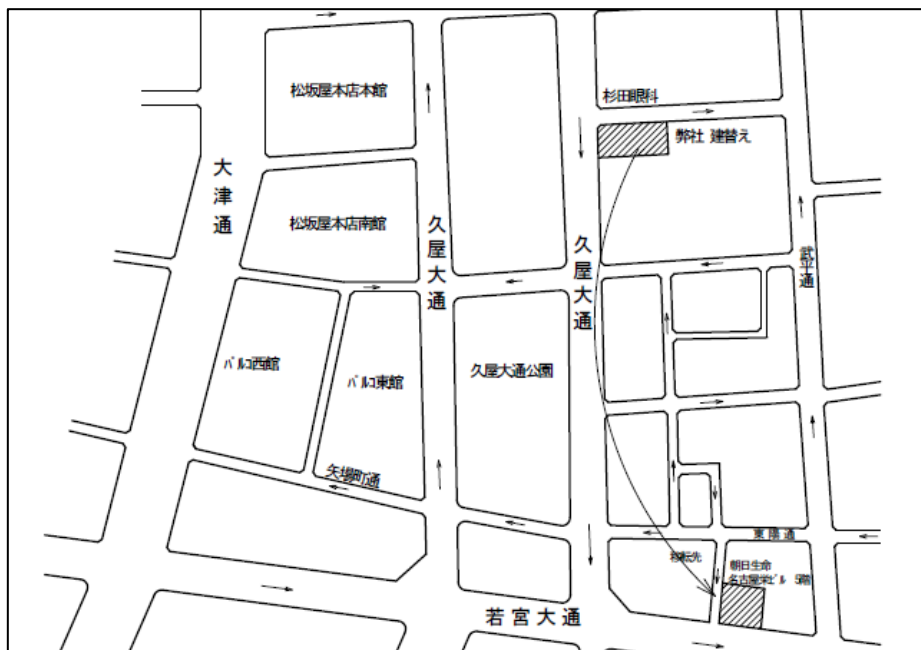 松坂屋本店本館
杉田眼科
弊社 建替え
大津通
松坂屋本店南館
久屋大通
久屋大通
武平通
パルコ西館
パルコ東館
久屋大通公園
矢場町通
東陽通
移転先
朝日生命
名古屋栄ビル 5階
若宮大通